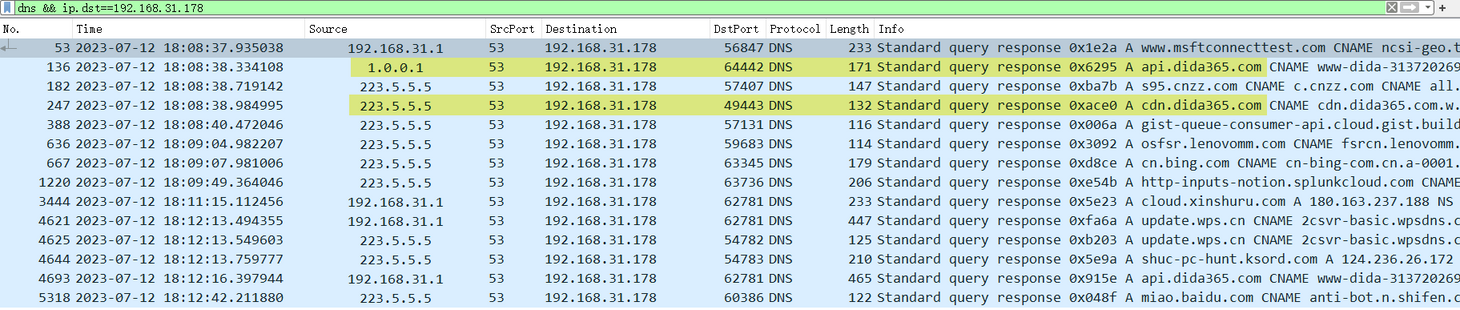 dns && ip.dst==192.168.31.178
No. Time Source SrcPort Destination DstPort Protocol Length Info
53 2023-07-12 18:08:37.935038 192.168.31.1 53 192.168.31.178 56847 DNS 233 Standard query response 0x1e2a A www.msftconnecttest.com CNAME ncsi-geo.t
136 2023-07-12 18:08:38.334108 1.0.0.1 53 192.168.31.178 64442 DNS 171 Standard query response 0x6295 A api.dida365.com CNAME www-dida-313720269
182 2023-07-12 18:08:38.719142 223.5.5.5 53 192.168.31.178 57407 DNS 147 Standard query response 0xba7b A s95.cnzz.com CNAME c.cnzz.com CNAME all.
247 2023-07-12 18:08:38.984995 223.5.5.5 53 192.168.31.178 49443 DNS 132 Standard query response 0xace0 A cdn.dida365.com CNAME cdn.dida365.com.w.
388 2023-07-12 18:08:40.472046 223.5.5.5 53 192.168.31.178 57131 DNS 116 Standard query response 0x006a A gist-queue-consumer-api.cloud.gist.build
636 2023-07-12 18:09:04.982207 223.5.5.5 53 192.168.31.178 59683 DNS 114 Standard query response 0x3092 A osfsr.lenovomm.com CNAME fsrcn.lenovomm.
667 2023-07-12 18:09:07.981006 223.5.5.5 53 192.168.31.178 63345 DNS 179 Standard query response 0xd8ce A cn.bing.com CNAME cn-bing-com.cn.a-0001.
1220 2023-07-12 18:09:49.364046 223.5.5.5 53 192.168.31.178 63736 DNS 206 Standard query response 0xe54b A http-inputs-notion.splunkcloud.com CNAME
3444 2023-07-12 18:11:15.112456 192.168.31.1 53 192.168.31.178 62781 DNS 233 Standard query response 0x5e23 A cloud.xinshuru.com A 180.163.237.188 NS
4621 2023-07-12 18:12:13.494355 192.168.31.1 53 192.168.31.178 62781 DNS 447 Standard query response 0xfa6a A update.wps.cn CNAME 2csvr-basic.wpsdns.c
4625 2023-07-12 18:12:13.549603 223.5.5.5 53 192.168.31.178 54782 DNS 125 Standard query response 0xb203 A update.wps.cn CNAME 2csvr-basic.wpsdns.c
4644 2023-07-12 18:12:13.759777 223.5.5.5 53 192.168.31.178 54783 DNS 210 Standard query response 0x5e9a A shuc-pc-hunt.ksord.com A 124.236.26.172
4693 2023-07-12 18:12:16.397944 192.168.31.1 53 192.168.31.178 62781 DNS 465 Standard query response 0x915e A api.dida365.com CNAME www-dida-313720269
5318 2023-07-12 18:12:42.211880 223.5.5.5 53 192.168.31.178 60386 DNS 122 Standard query response 0x048f A miao.baidu.com CNAME anti-bot.n.shifen.c